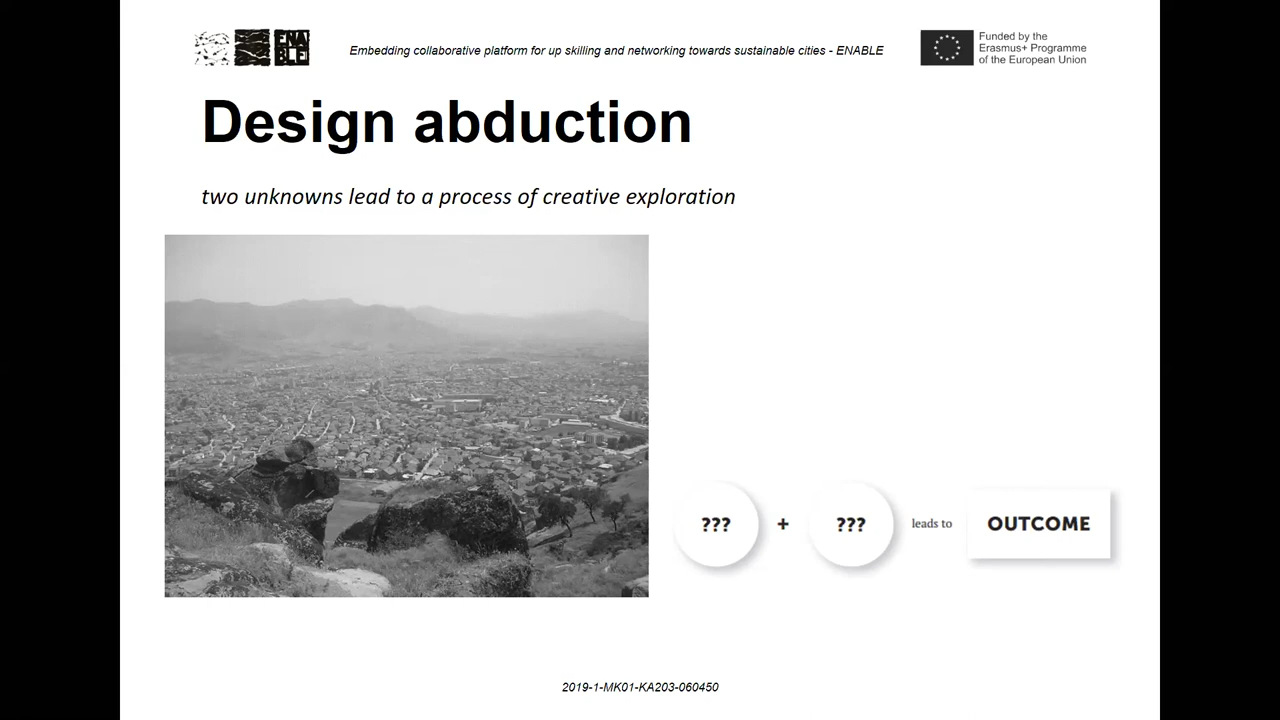 ENA
BLE
Embedding collaborative platform for up skilling and networking towards sustainable cities - ENABLE
Funded by the
Erasmus+ Programme
of the European Union
Design abduction
two unknowns lead to a process of creative exploration
??? + ??? leads to OUTCOME
2019-1-MK01-KA203-060450